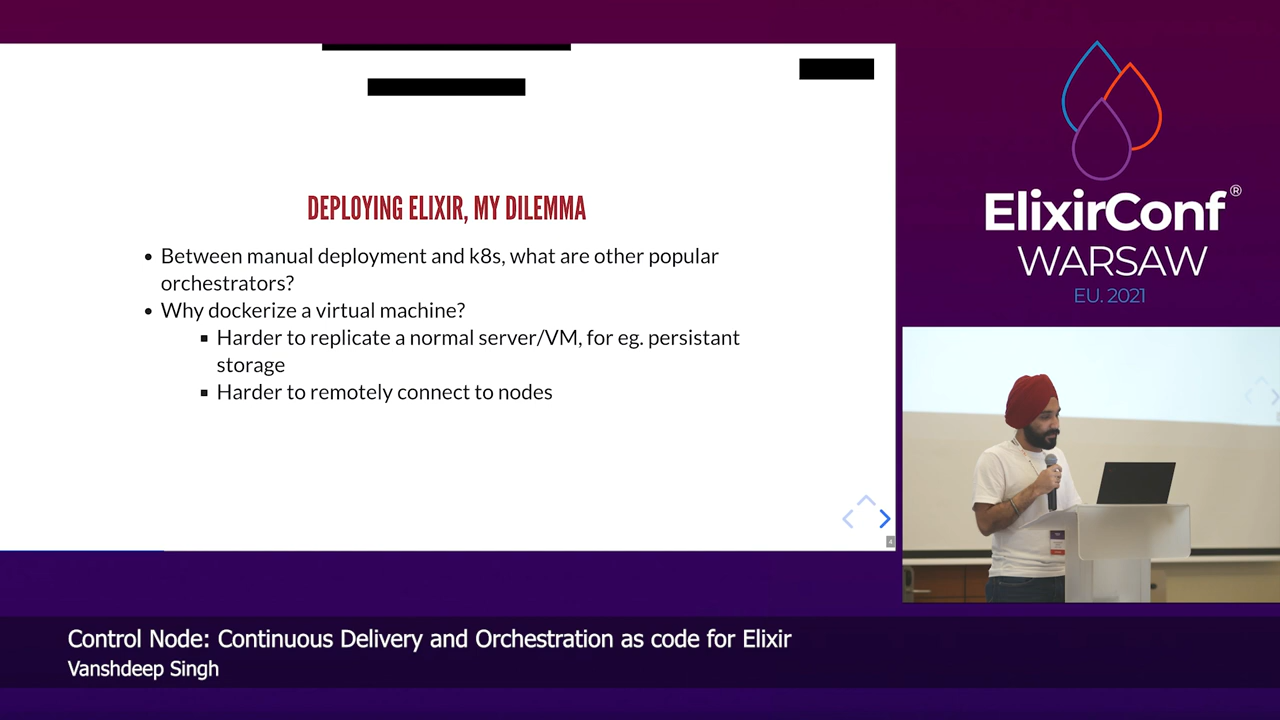 DEPLOYING ELIXIR, MY DILEMMA
• Between manual deployment and k8s, what are other popular
orchestrators?
• Why dockerize a virtual machine?
▪ Harder to replicate a normal server/VM, for eg. persistant
storage
▪ Harder to remotely connect to nodes
4
ElixirConf®
WARSAW
EU. 2021
Control Node: Continuous Delivery and Orchestration as code for Elixir
Vanshdeep Singh